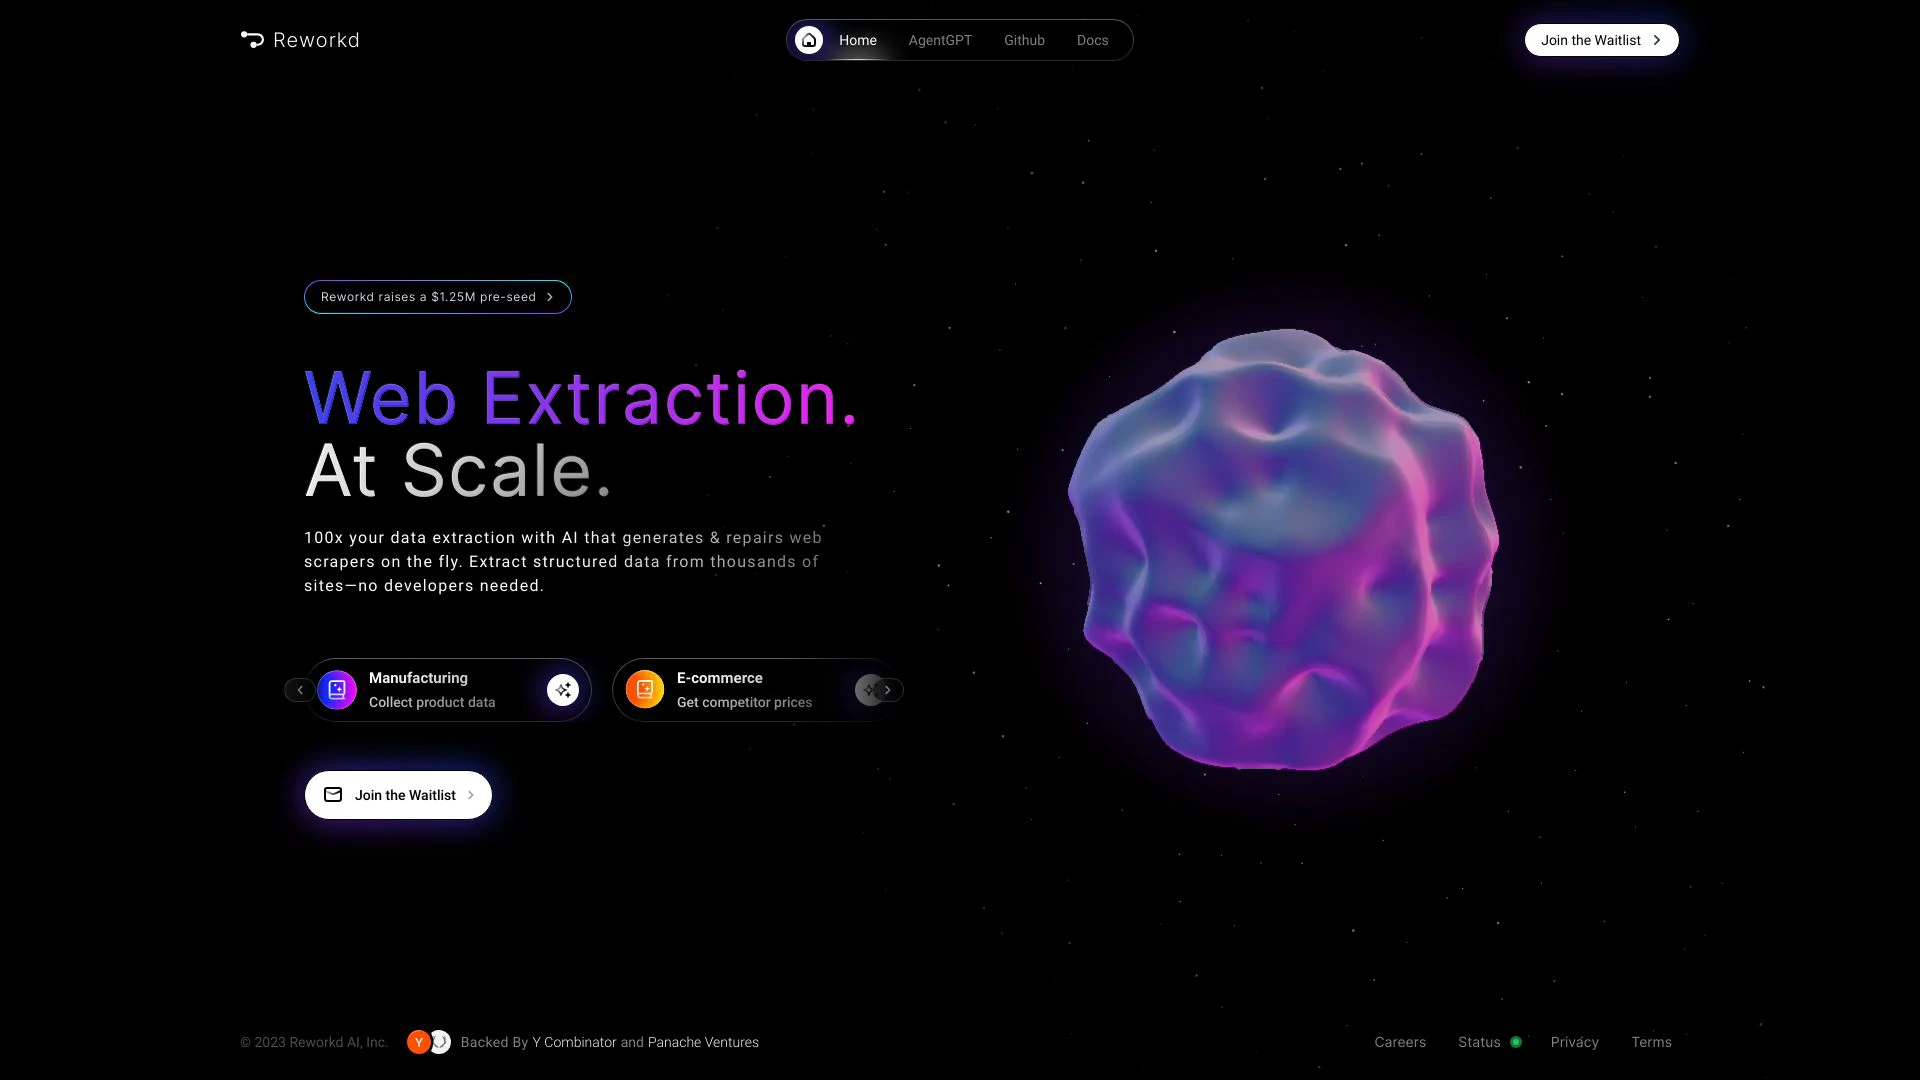 Reworkd
Home
AgentGPT
Github
Docs
Join the Waitlist
Reworkd raises a $1.25M pre-seed
Web Extraction.
At Scale.
100x your data extraction with AI that generates & repairs web
scrapers on the fly. Extract structured data from thousands of
sites—no developers needed.
Manufacturing
Collect product data
E-commerce
Get competitor prices
Join the Waitlist
© 2023 Reworkd AI, Inc.
Y
Backed By Y Combinator and Panache Ventures
Careers
Status
Privacy
Terms